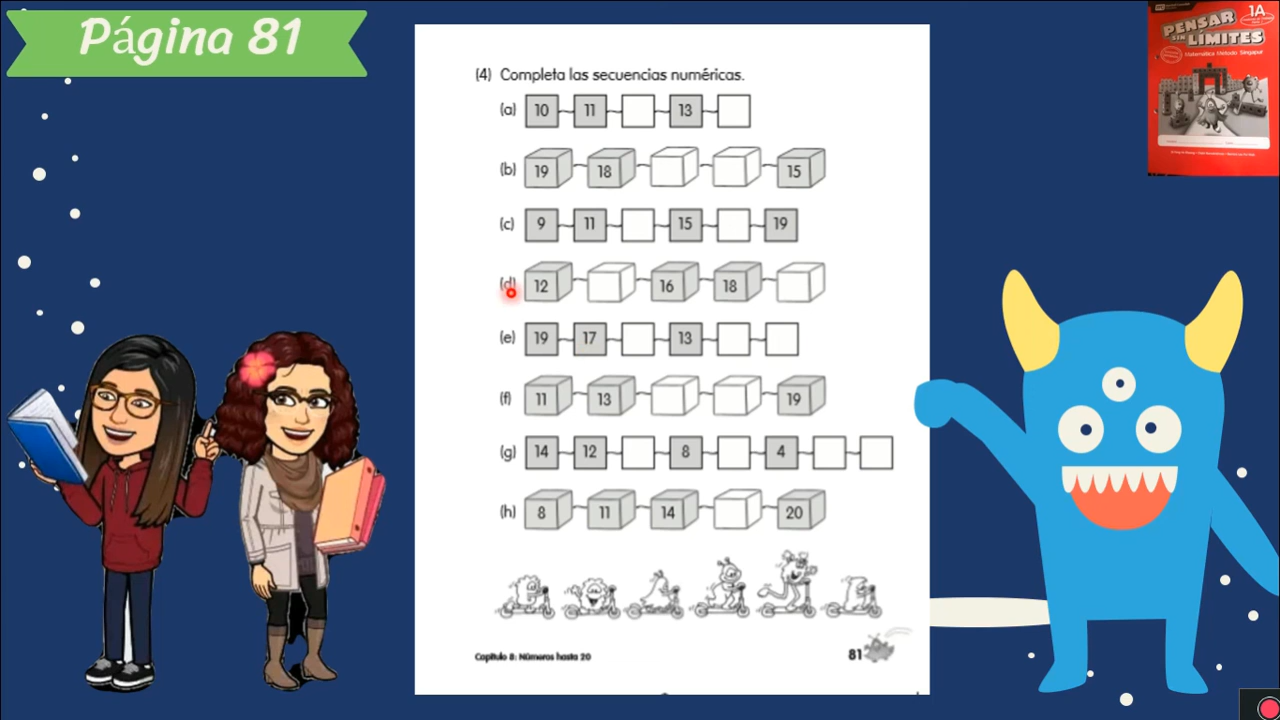 Página 81
1A
PENSAR
SIN LÍMITES
Matemática Método Singapur
(4) Completa las secuencias numéricas.
(a) 10 11 13
(b) 19 18 15
(c) 9 11 15 19
(d) 12 16 18
(e) 19 17 13
(f) 11 13 19
(g) 14 12 8 4
(h) 8 11 14 20
Capítulo 8: Números hasta 20
81